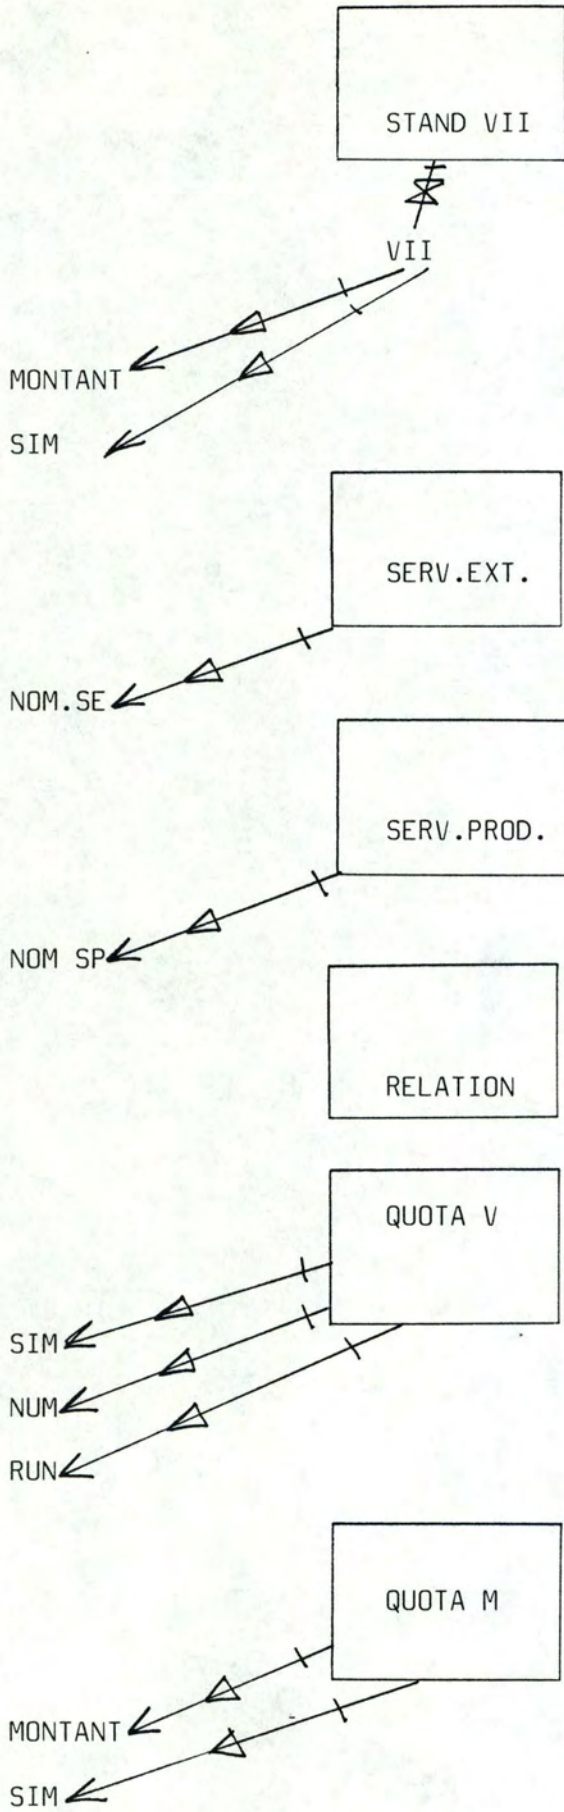 STAND VII
VII
MONTANT
SIM
SERV.EXT.
NOM.SE
SERV.PROD.
NOM SP
RELATION
QUOTA V
SIM
NUM
RUN
QUOTA M
MONTANT
SIM